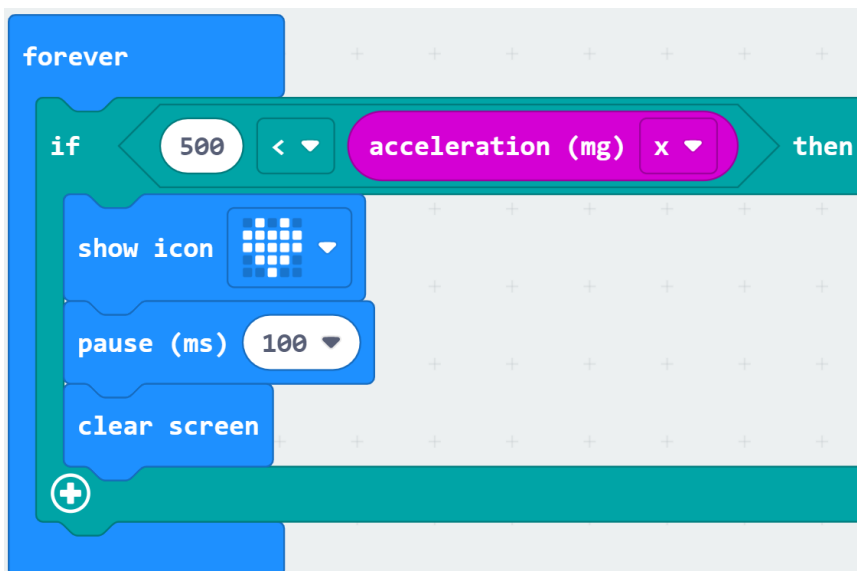 forever
if 500 < acceleration (mg) x then
show icon
pause (ms) 100
clear screen